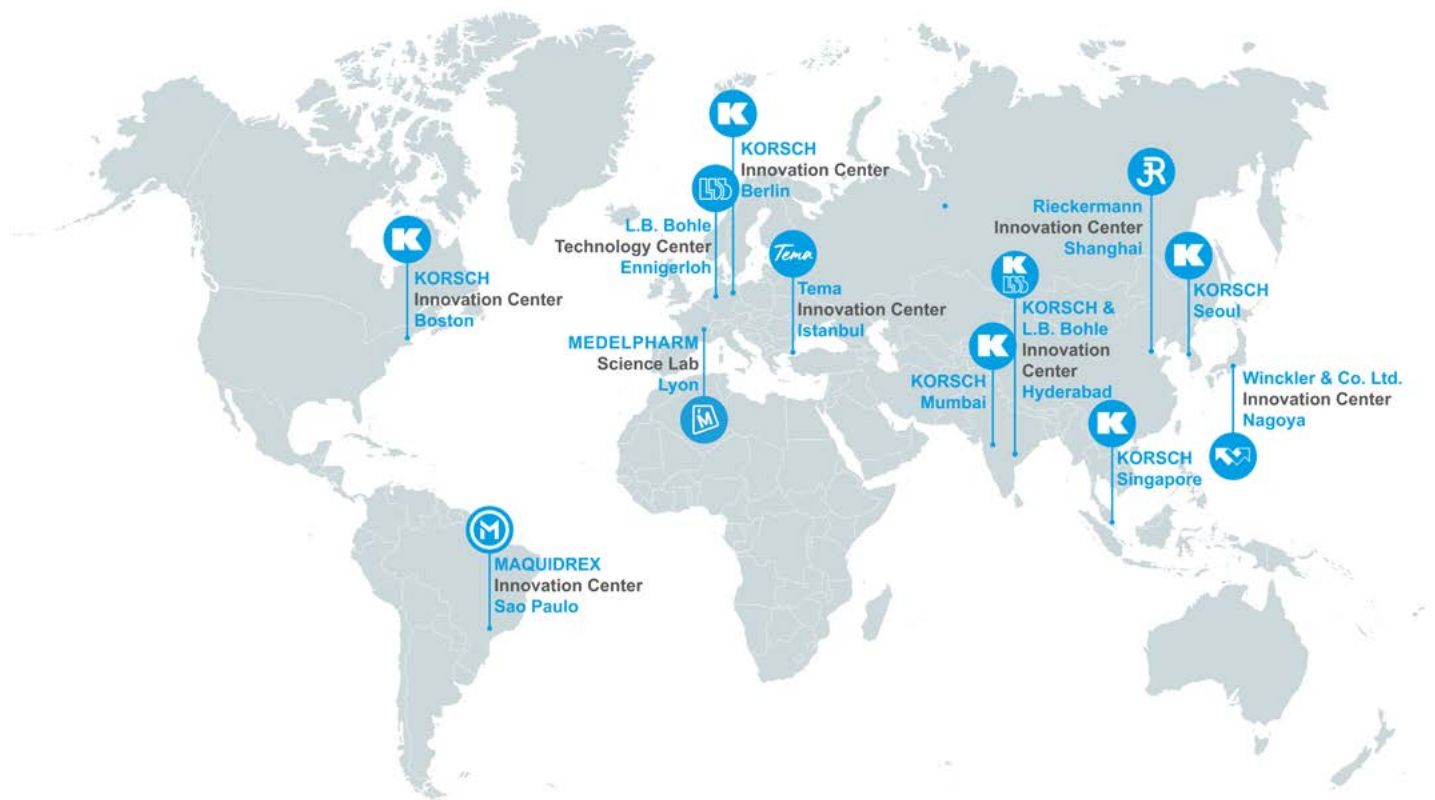 KORSCH
Innovation Center
Berlin
L.B. Bohle
Technology Center
Ennigerloh
Tema
Tema
Innovation Center
Istanbul
KORSCH
Innovation Center
Boston
MEDELPHARM
Science Lab
Lyon
Rieckermann
Innovation Center
Shanghai
KORSCH
Seoul
KORSCH &
L.B. Bohle
Innovation
Center
Hyderabad
KORSCH
Mumbai
KORSCH
Singapore
Winckler & Co. Ltd.
Innovation Center
Nagoya
MAQUIDREX
Innovation Center
Sao Paulo
K
K
K
K
K
K
JR
M
M